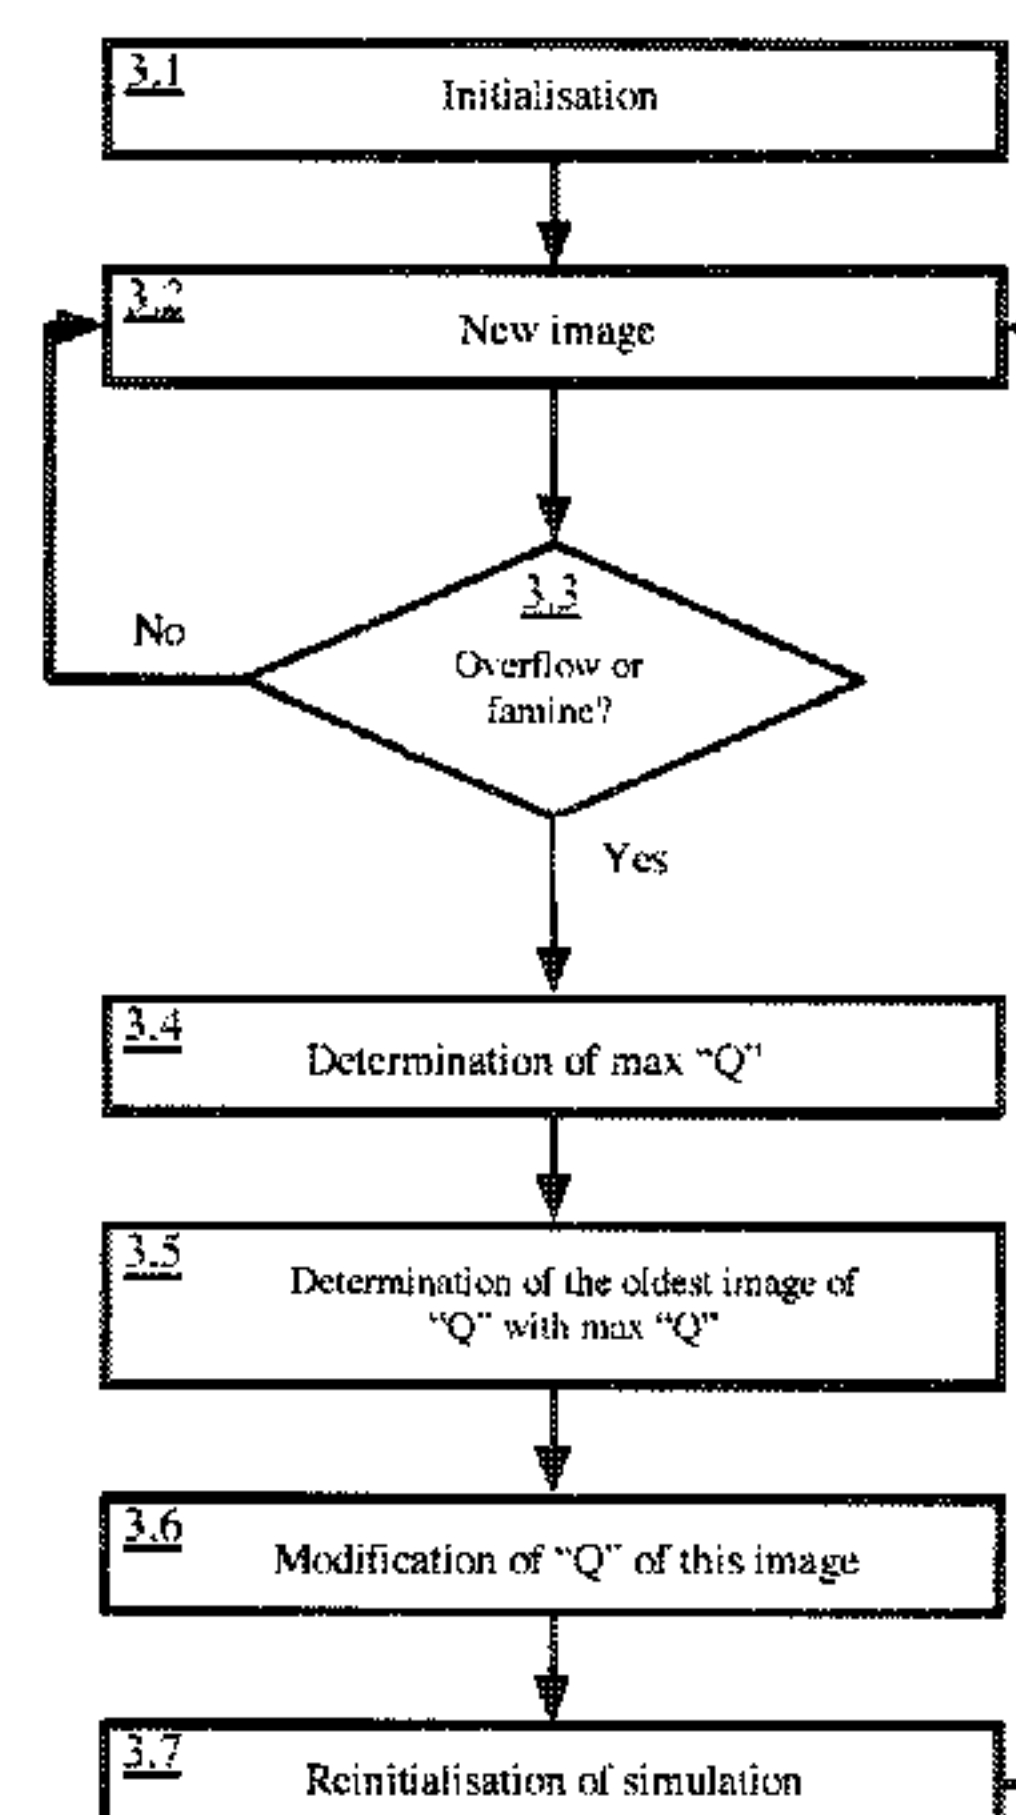 3.1
Initialisation
3.2
New image
3.3
Overflow or
famine?
No
Yes
3.4
Determination of max “Q”
3.5
Determination of the oldest image of
“Q” with max “Q”
3.6
Modification of “Q” of this image
3.7
Reinitialisation of simulation